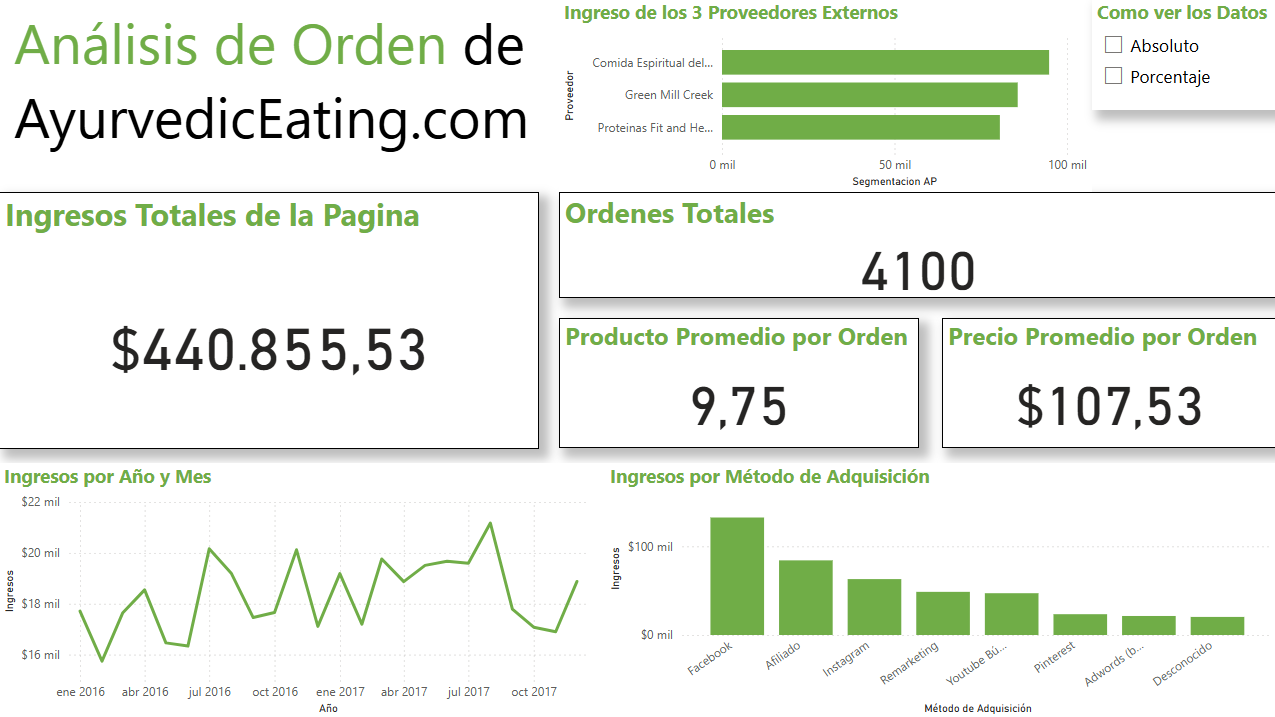 Análisis de Orden de
AyurvedicEating.com
Ingreso de los 3 Proveedores Externos
Proveedor
Comida Espiritual del...
Green Mill Creek
Proteinas Fit and He...
0 mil
50 mil
100 mil
Segmentacion AP
Como ver los Datos
Absoluto
Porcentaje
Ingresos Totales de la Pagina
$440.855,53
Ordenes Totales
4100
Producto Promedio por Orden
9,75
Precio Promedio por Orden
$107,53
Ingresos por Año y Mes
Ingresos
$22 mil
$20 mil
$18 mil
$16 mil
ene 2016
abr 2016
jul 2016
oct 2016
ene 2017
abr 2017
jul 2017
oct 2017
Año
Ingresos por Método de Adquisición
Ingresos
$100 mil
$0 mil
Facebook
Afiliado
Instagram
Remarketing
Youtube Bú...
Pinterest
Adwords (b...
Desconocido
Método de Adquisición